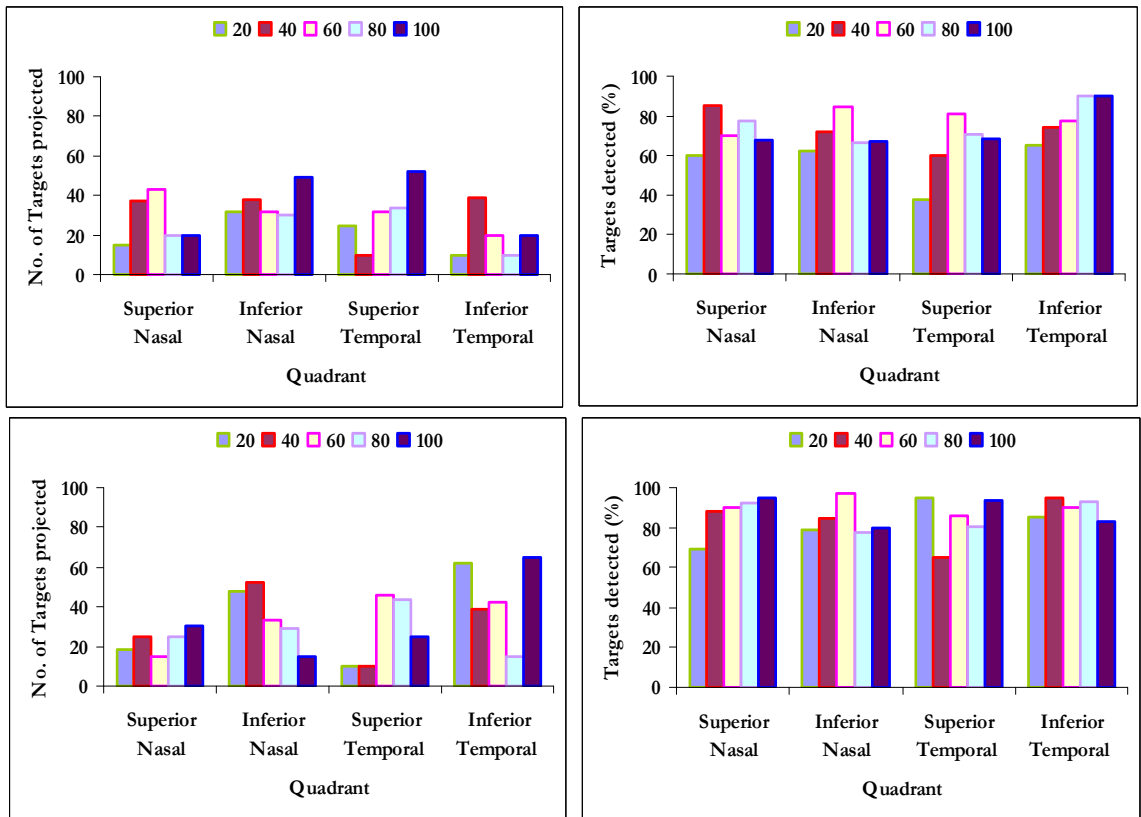 20 40 60 80 100
No. of Targets projected
100
80
60
40
20
0
Superior Nasal
Inferior Nasal
Superior Temporal
Inferior Temporal
Quadrant
20 40 60 80 100
Targets detected (%)
100
80
60
40
20
0
Superior Nasal
Inferior Nasal
Superior Temporal
Inferior Temporal
Quadrant
20 40 60 80 100
No. of Targets projected
100
80
60
40
20
0
Superior Nasal
Inferior Nasal
Superior Temporal
Inferior Temporal
Quadrant
20 40 60 80 100
Targets detected (%)
100
80
60
40
20
0
Superior Nasal
Inferior Nasal
Superior Temporal
Inferior Temporal
Quadrant